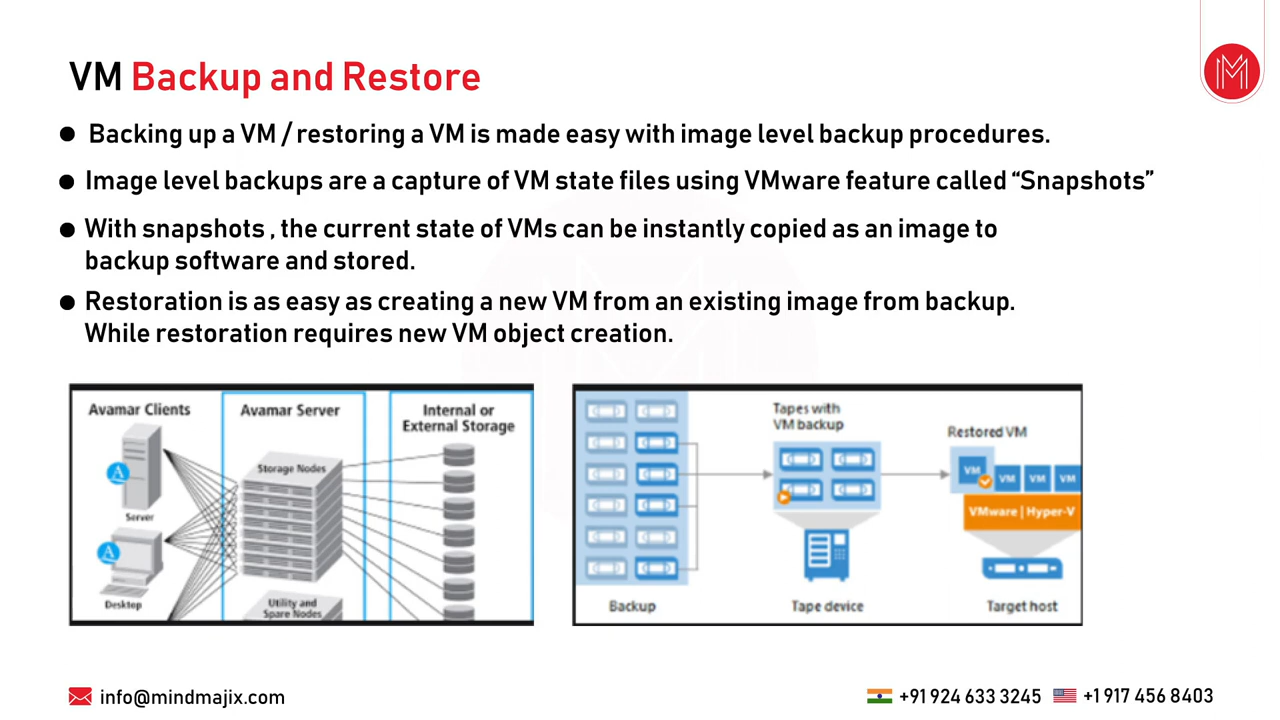 VM Backup and Restore
● Backing up a VM / restoring a VM is made easy with image level backup procedures.
● Image level backups are a capture of VM state files using VMware feature called “Snapshots”
● With snapshots , the current state of VMs can be instantly copied as an image to
backup software and stored.
● Restoration is as easy as creating a new VM from an existing image from backup.
While restoration requires new VM object creation.
Avamar Clients
Avamar Server
Internal or
External Storage
Storage Nodes
A
Server
A
Desktop
Utility and
Spare Nodes
Tapes with
VM backup
Restored VM
VM
VM
VM
VM
VMware | Hyper-V
Backup
Tape device
Target host
info@mindmajix.com
+91 924 633 3245
+1 917 456 8403
M